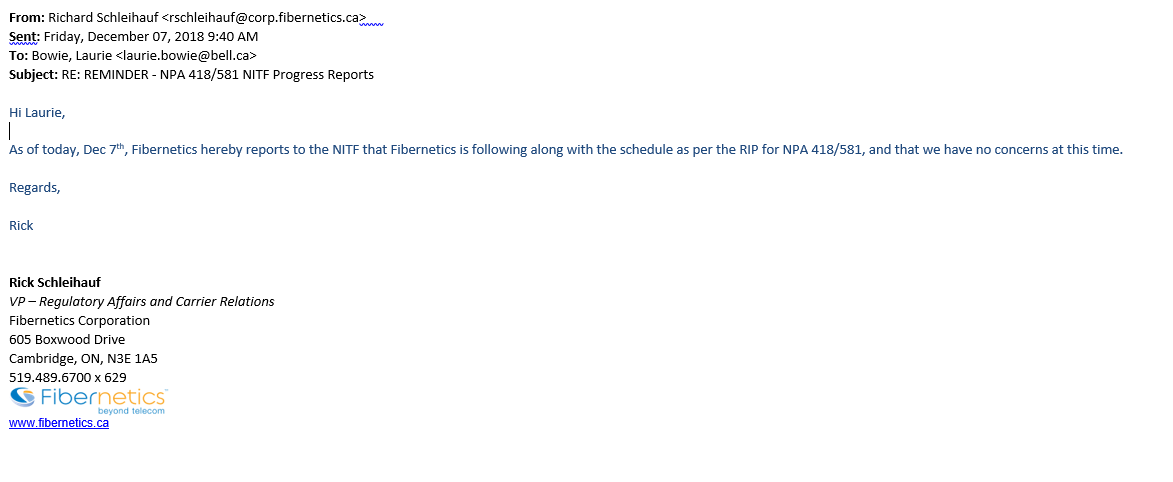 From: Richard Schleihauf <rschleihauf@corp.fibernetics.ca>
Sent: Friday, December 07, 2018 9:40 AM
To: Bowie, Laurie <laurie.bowie@bell.ca>
Subject: RE: REMINDER - NPA 418/581 NITF Progress Reports
Hi Laurie,
As of today, Dec 7th, Fibernetics hereby reports to the NITF that Fibernetics is following along with the schedule as per the RIP for NPA 418/581, and that we have no concerns at this time.
Regards,
Rick
Rick Schleihauf
VP – Regulatory Affairs and Carrier Relations
Fibernetics Corporation
605 Boxwood Drive
Cambridge, ON, N3E 1A5
519.489.6700 x 629
Fibernetics
beyond telecom
www.fibernetics.ca